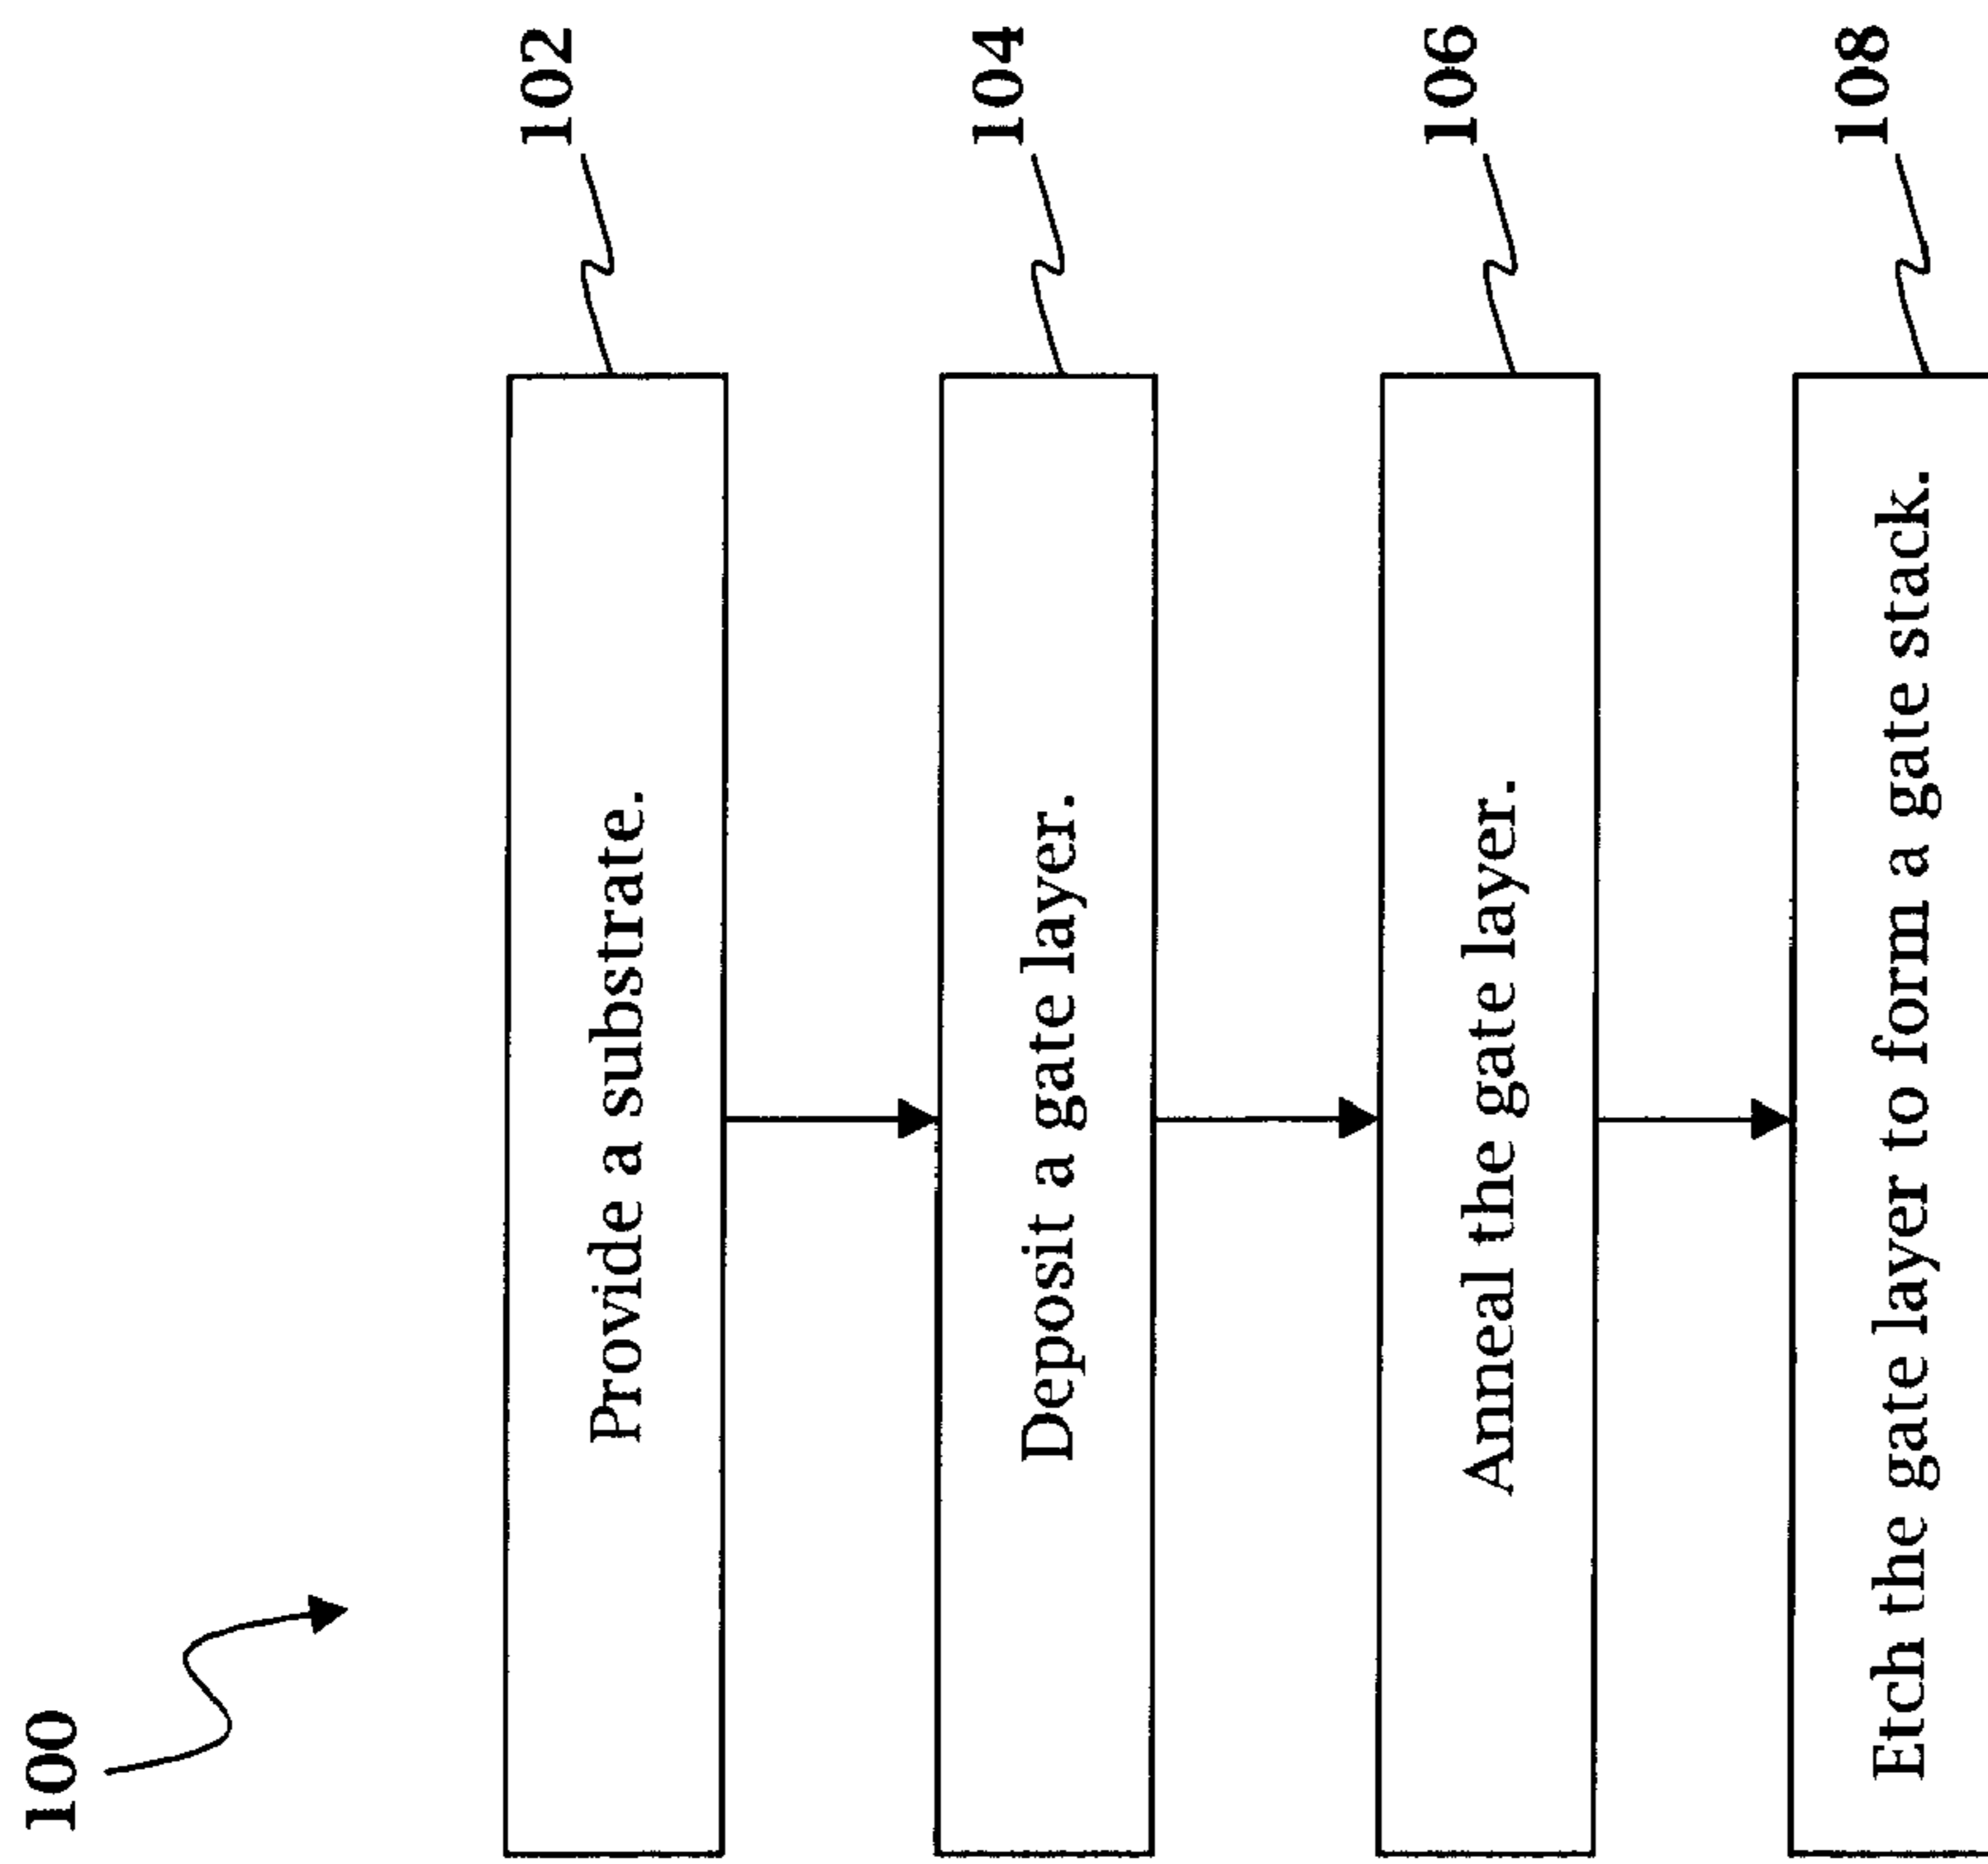 100
Provide a substrate.
102
Deposit a gate layer.
104
Anneal the gate layer.
106
Etch the gate layer to form a gate stack.
108